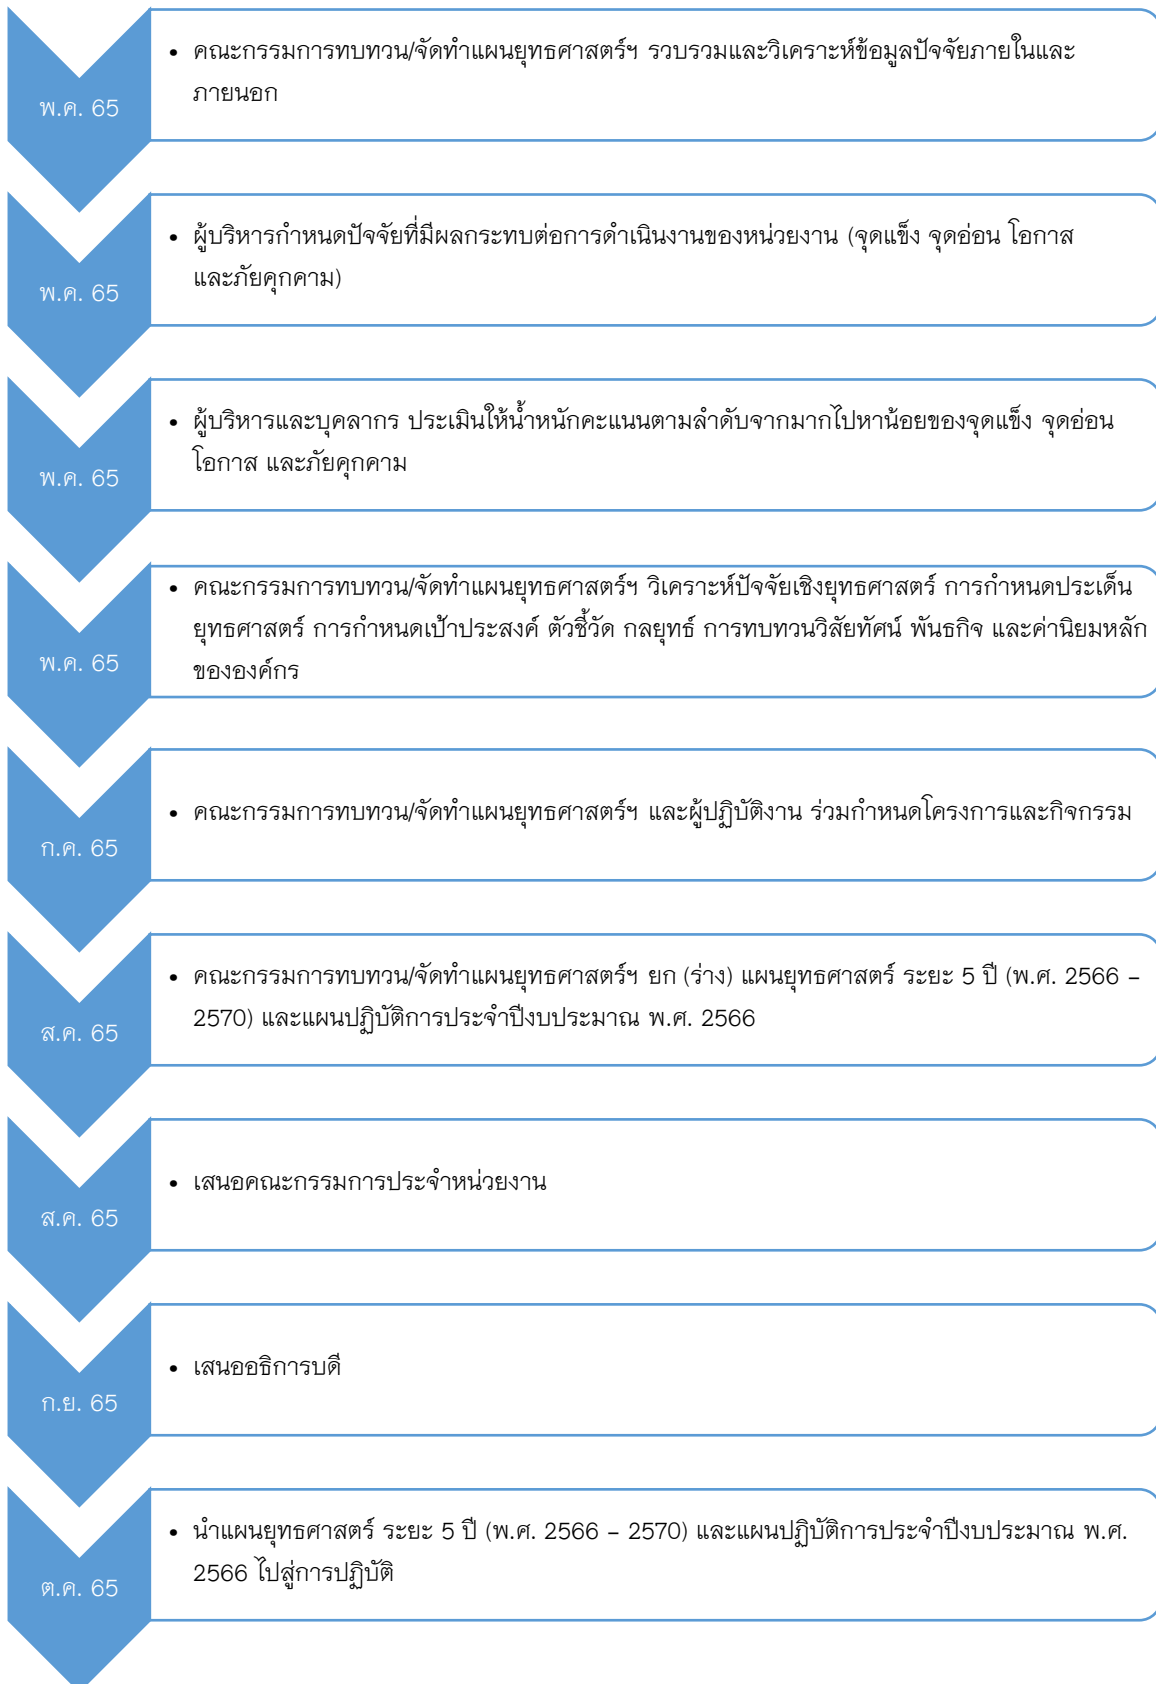 พ.ค. 65
• คณะกรรมการทบทวน/จัดทำแผนยุทธศาสตร์ฯ รวบรวมและวิเคราะห์ข้อมูลปัจจัยภายในและ
ภายนอก
พ.ค. 65
• ผู้บริหารกำหนดปัจจัยที่มีผลกระทบต่อการดำเนินงานของหน่วยงาน (จุดแข็ง จุดอ่อน โอกาส
และภัยคุกคาม)
พ.ค. 65
• ผู้บริหารและบุคลากร ประเมินให้น้ำหนักคะแนนตามลำดับจากมากไปหาน้อยของจุดแข็ง จุดอ่อน
โอกาส และภัยคุกคาม
พ.ค. 65
• คณะกรรมการทบทวน/จัดทำแผนยุทธศาสตร์ฯ วิเคราะห์ปัจจัยเชิงยุทธศาสตร์ การกำหนดประเด็น
ยุทธศาสตร์ การกำหนดเป้าประสงค์ ตัวชี้วัด กลยุทธ์ การทบทวนวิสัยทัศน์ พันธกิจ และค่านิยมหลัก
ขององค์กร
ก.ค. 65
• คณะกรรมการทบทวน/จัดทำแผนยุทธศาสตร์ฯ และผู้ปฏิบัติงาน ร่วมกำหนดโครงการและกิจกรรม
ส.ค. 65
• คณะกรรมการทบทวน/จัดทำแผนยุทธศาสตร์ฯ ยก (ร่าง) แผนยุทธศาสตร์ ระยะ 5 ปี (พ.ศ. 2566 –
2570) และแผนปฏิบัติการประจำปีงบประมาณ พ.ศ. 2566
ส.ค. 65
• เสนอคณะกรรมการประจำหน่วยงาน
ก.ย. 65
• เสนออธิการบดี
ต.ค. 65
• นำแผนยุทธศาสตร์ ระยะ 5 ปี (พ.ศ. 2566 – 2570) และแผนปฏิบัติการประจำปีงบประมาณ พ.ศ.
2566 ไปสู่การปฏิบัติ